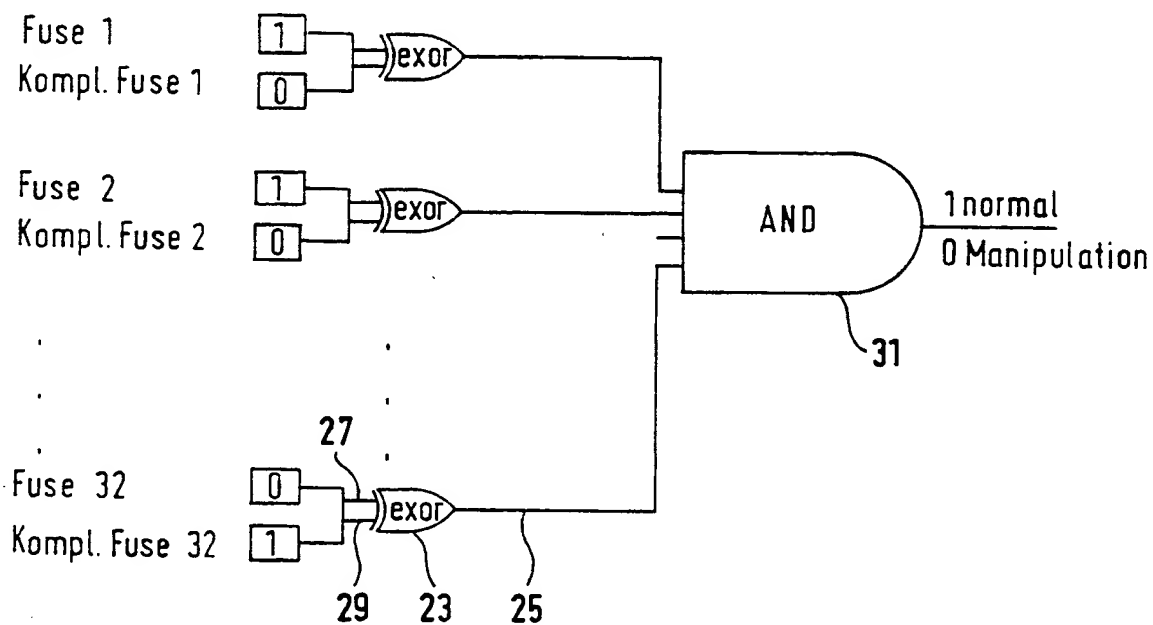 Fuse 1
1
exor
Kompl. Fuse 1
0
Fuse 2
1
exor
Kompl. Fuse 2
0
AND
1 normal
0 Manipulation
31
27
Fuse 32
0
exor
Kompl. Fuse 32
1
29
23
25